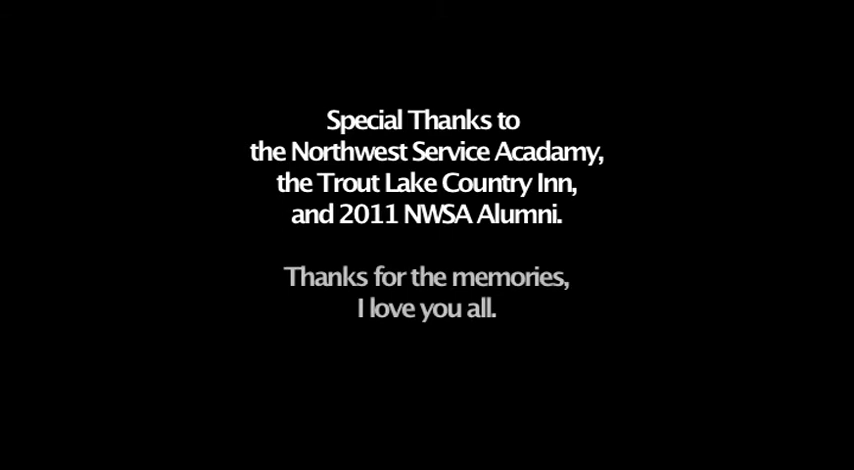 Special Thanks to
the Northwest Service Acadamy,
the Trout Lake Country Inn,
and 2011 NWSA Alumni.
Thanks for the memories,
I love you all.